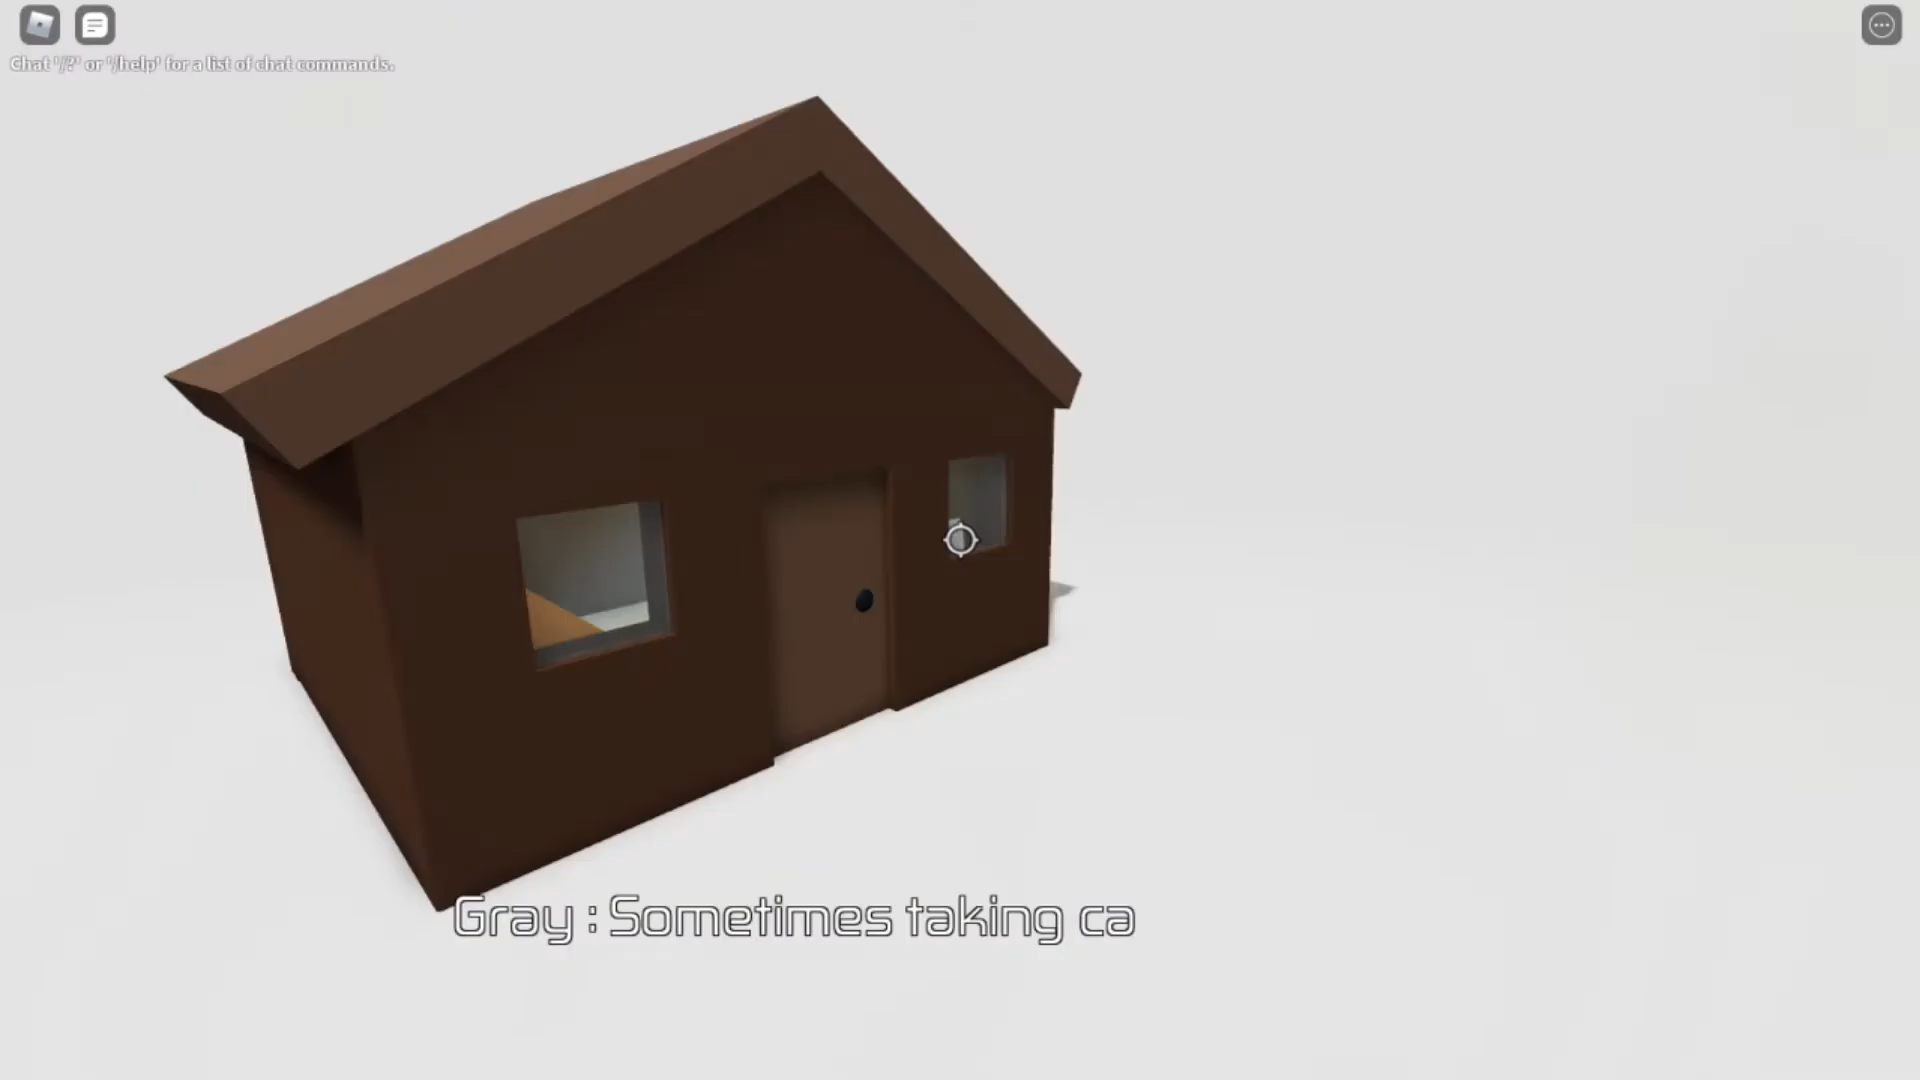 Chat '/?' or '/help' for a list of chat commands.
Gray : Sometimes taking ca